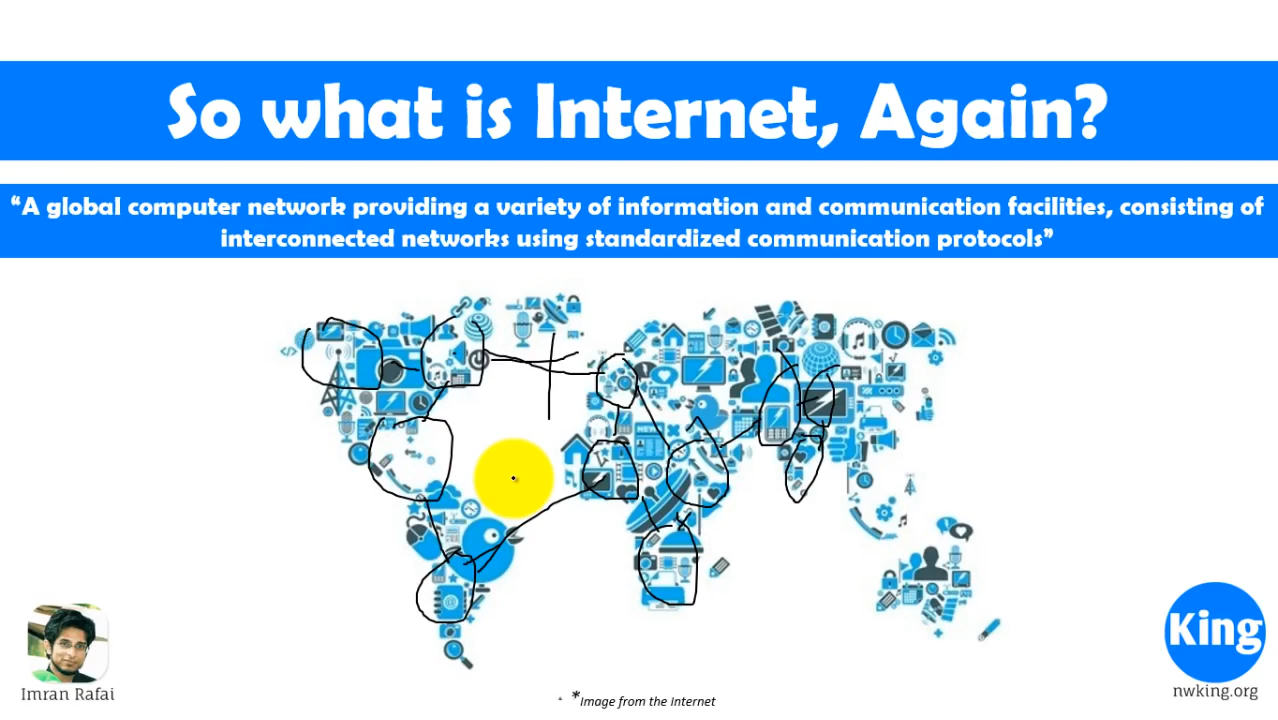 So what is Internet, Again?
“A global computer network providing a variety of information and communication facilities, consisting of
interconnected networks using standardized communication protocols”
NEWS
King
Imran Rafai
nwking.org
*Image from the Internet